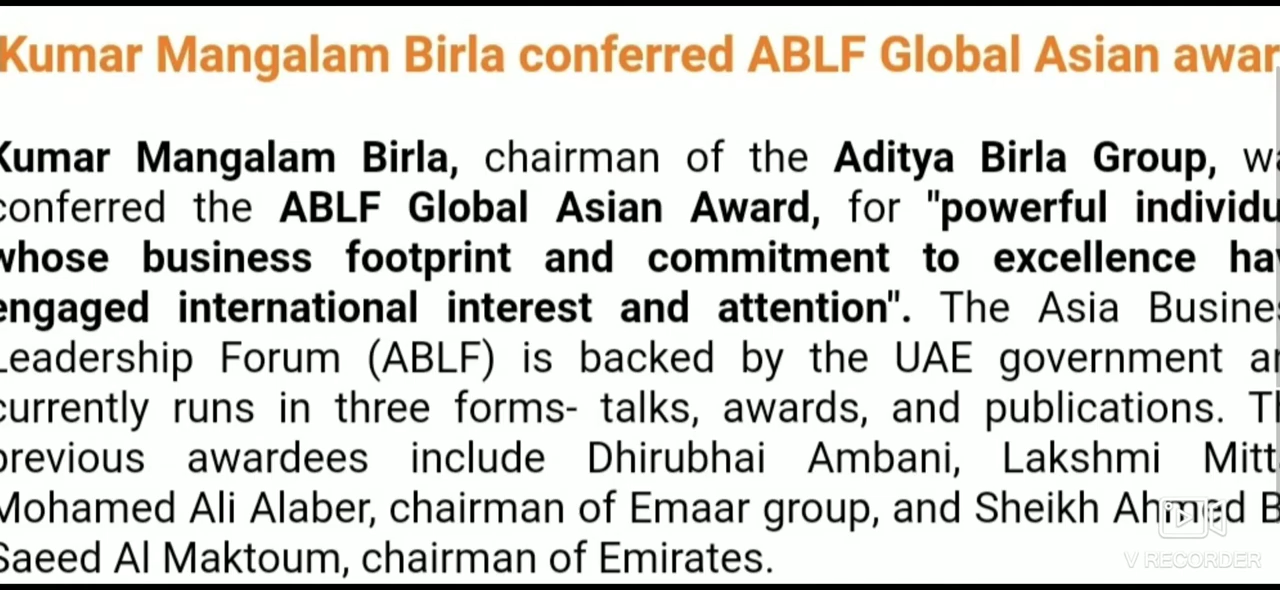 Kumar Mangalam Birla conferred ABLF Global Asian awar
Kumar Mangalam Birla, chairman of the Aditya Birla Group, wa
conferred the ABLF Global Asian Award, for "powerful individu
whose business footprint and commitment to excellence hav
engaged international interest and attention". The Asia Busines
Leadership Forum (ABLF) is backed by the UAE government an
currently runs in three forms- talks, awards, and publications. Th
previous awardees include Dhirubhai Ambani, Lakshmi Mitta
Mohamed Ali Alaber, chairman of Emaar group, and Sheikh Ahmed B
Saeed Al Maktoum, chairman of Emirates.
V RECORDER